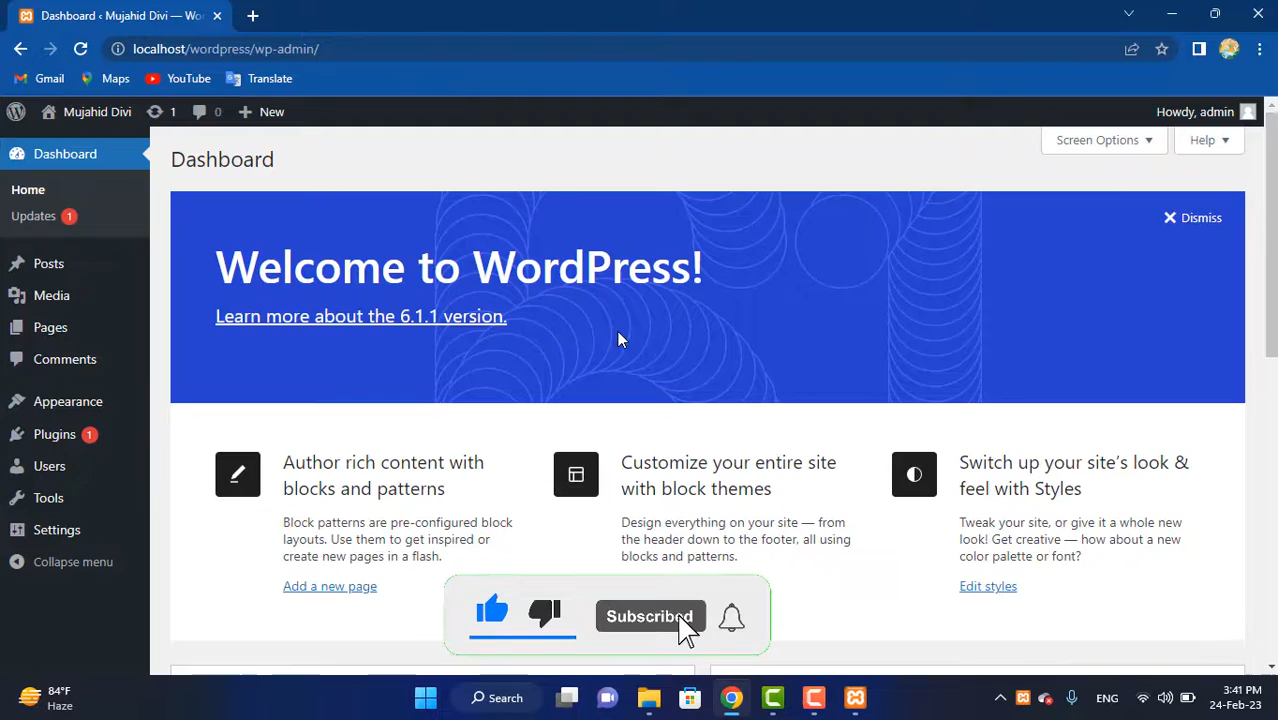 Dashboard ‹ Mujahid Divi — Wo
localhost/wordpress/wp-admin/
Gmail
Maps
YouTube
Translate
Mujahid Divi
1
0
New
Howdy, admin
Dashboard
Home
Updates 1
Posts
Media
Pages
Comments
Appearance
Plugins 1
Users
Tools
Settings
Collapse menu
Screen Options
Help
Dashboard
Dismiss
Welcome to WordPress!
Learn more about the 6.1.1 version.
Author rich content with
blocks and patterns
Block patterns are pre-configured block
layouts. Use them to get inspired or
create new pages in a flash.
Add a new page
Customize your entire site
with block themes
Design everything on your site — from
the header down to the footer, all using
blocks and patterns.
Switch up your site's look &
feel with Styles
Tweak your site, or give it a whole new
look! Get creative — how about a new
color palette or font?
Edit styles
Subscribed
84°F
Haze
Search
ENG
3:41 PM
24-Feb-23